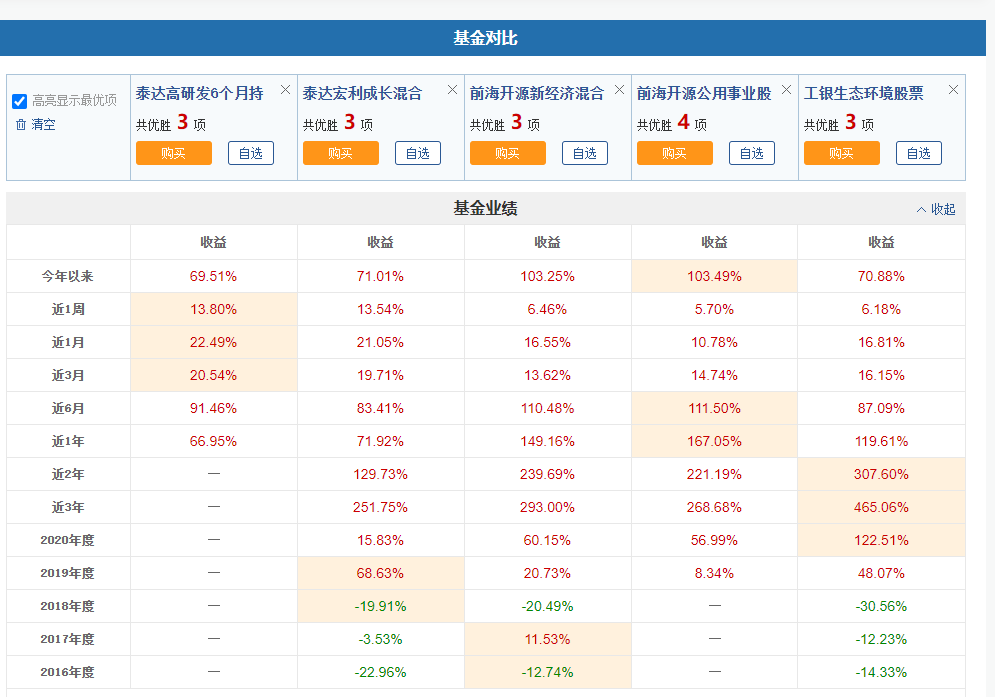 基金对比
高亮显示最优项
清空
泰达高研发6个月持
共优胜 3 项
购买 自选
泰达宏利成长混合
共优胜 3 项
购买 自选
前海开源新经济混合
共优胜 3 项
购买 自选
前海开源公用事业股
共优胜 4 项
购买 自选
工银生态环境股票
共优胜 3 项
购买 自选
基金业绩 收起
收益 收益 收益 收益 收益
今年以来 69.51% 71.01% 103.25% 103.49% 70.88%
近1周 13.80% 13.54% 6.46% 5.70% 6.18%
近1月 22.49% 21.05% 16.55% 10.78% 16.81%
近3月 20.54% 19.71% 13.62% 14.74% 16.15%
近6月 91.46% 83.41% 110.48% 111.50% 87.09%
近1年 66.95% 71.92% 149.16% 167.05% 119.61%
近2年 — 129.73% 239.69% 221.19% 307.60%
近3年 — 251.75% 293.00% 268.68% 465.06%
2020年度 — 15.83% 60.15% 56.99% 122.51%
2019年度 — 68.63% 20.73% 8.34% 48.07%
2018年度 — -19.91% -20.49% — -30.56%
2017年度 — -3.53% 11.53% — -12.23%
2016年度 — -22.96% -12.74% — -14.33%